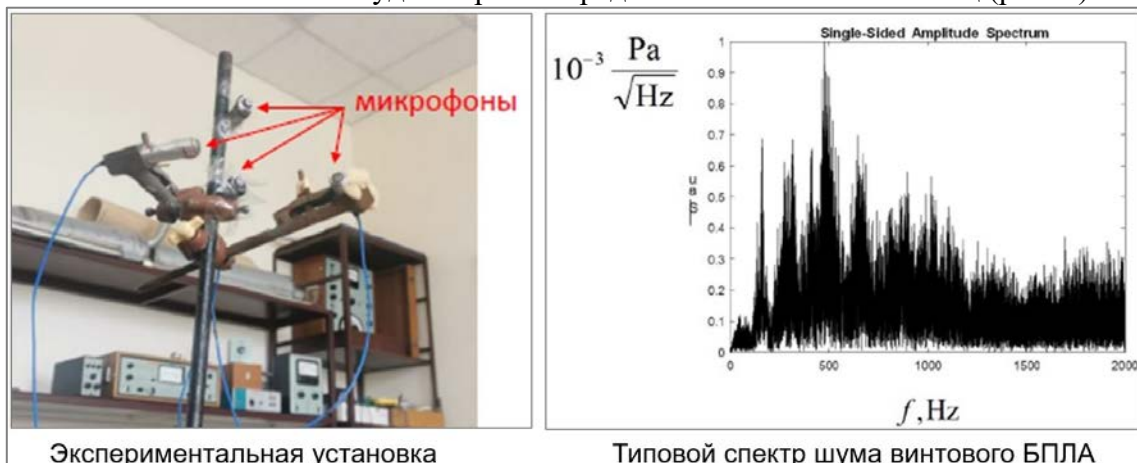 микрофоны
Экспериментальная установка
10⁻³ Pa
√Hz
Single-Sided Amplitude Spectrum
1
0.9
0.8
0.7
0.6
0.5
0.4
0.3
0.2
0.1
0
0 500 1000 1500 2000
f, Hz
Типовой спектр шума винтового БПЛА